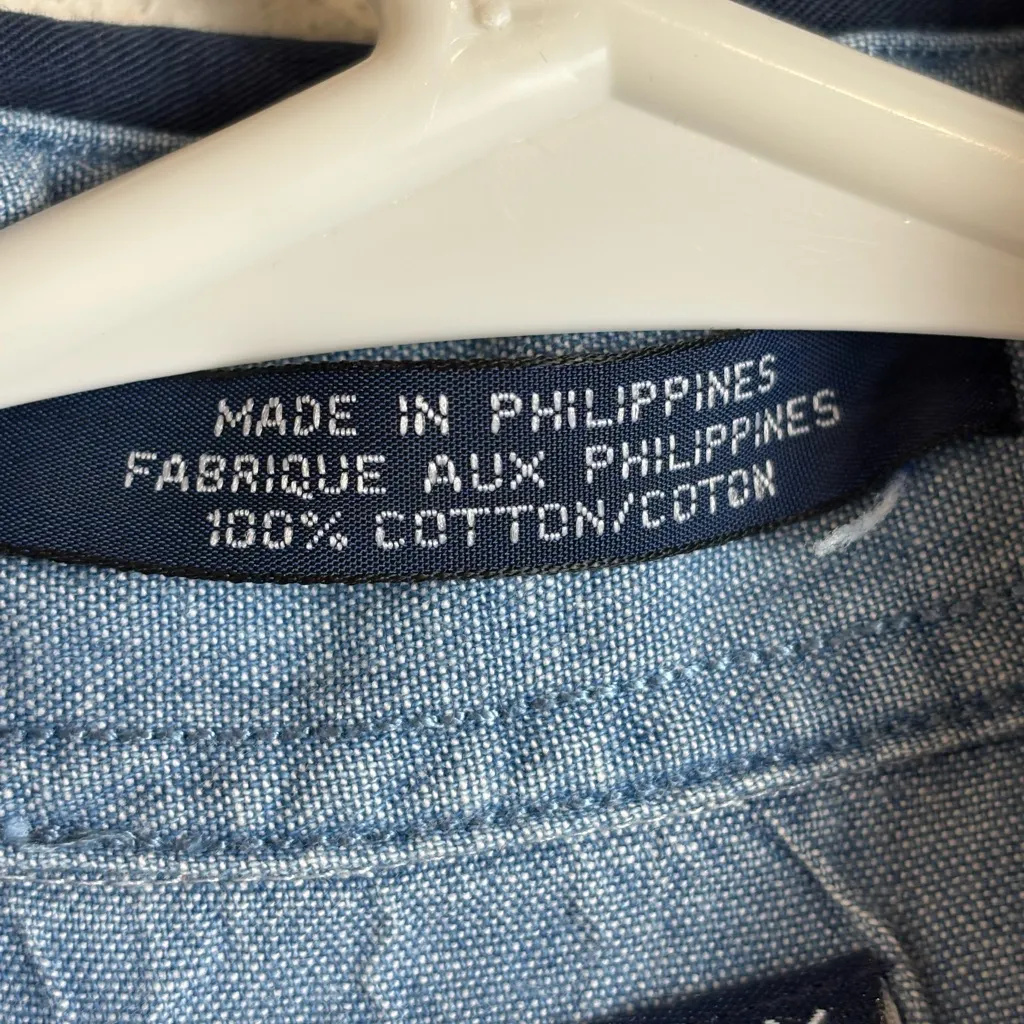 MADE IN PHILIPPINES
FABRIQUE AUX PHILIPPINES
100% COTTON/COTON